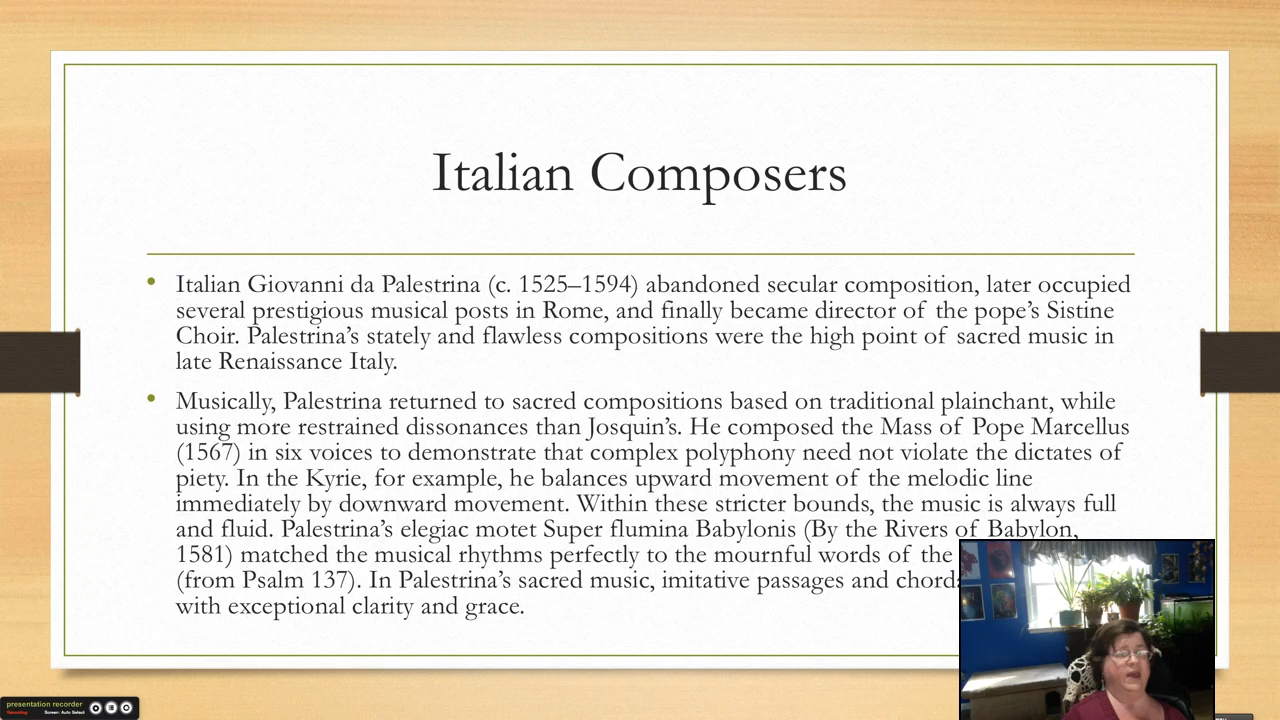 Italian Composers
• Italian Giovanni da Palestrina (c. 1525–1594) abandoned secular composition, later occupied
several prestigious musical posts in Rome, and finally became director of the pope’s Sistine
Choir. Palestrina’s stately and flawless compositions were the high point of sacred music in
late Renaissance Italy.
• Musically, Palestrina returned to sacred compositions based on traditional plainchant, while
using more restrained dissonances than Josquin’s. He composed the Mass of Pope Marcellus
(1567) in six voices to demonstrate that complex polyphony need not violate the dictates of
piety. In the Kyrie, for example, he balances upward movement of the melodic line
immediately by downward movement. Within these stricter bounds, the music is always full
and fluid. Palestrina’s elegiac motet Super flumina Babylonis (By the Rivers of Babylon,
1581) matched the musical rhythms perfectly to the mournful words of the
(from Psalm 137). In Palestrina’s sacred music, imitative passages and
with exceptional clarity and grace.
presentation recorder
Recording Screen: Auto Select